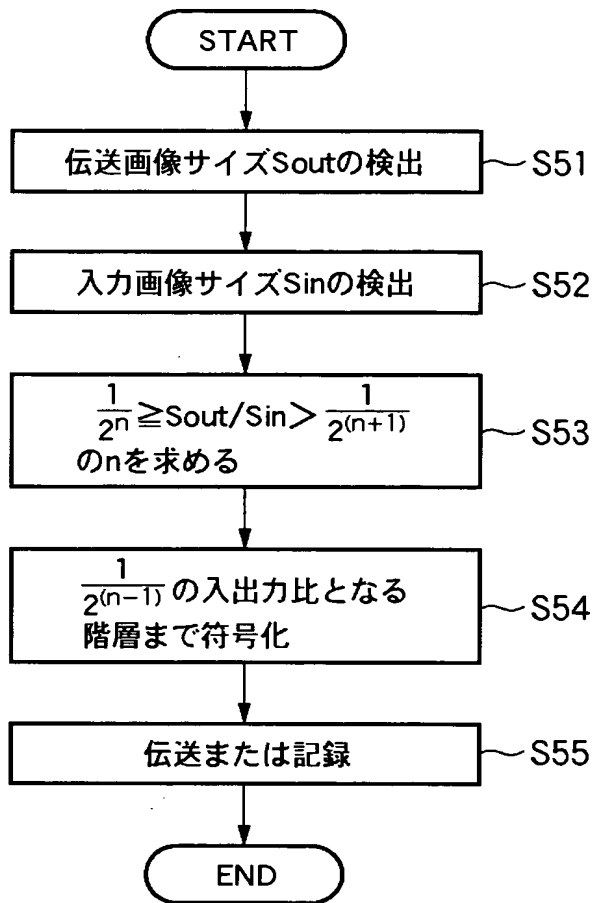 START
伝送画像サイズSoutの検出
S51
入力画像サイズSinの検出
S52
1/2^n ≧Sout/Sin> 1/2^(n+1)
のnを求める
S53
1/2^(n-1) の入出力比となる
階層まで符号化
S54
伝送または記録
S55
END